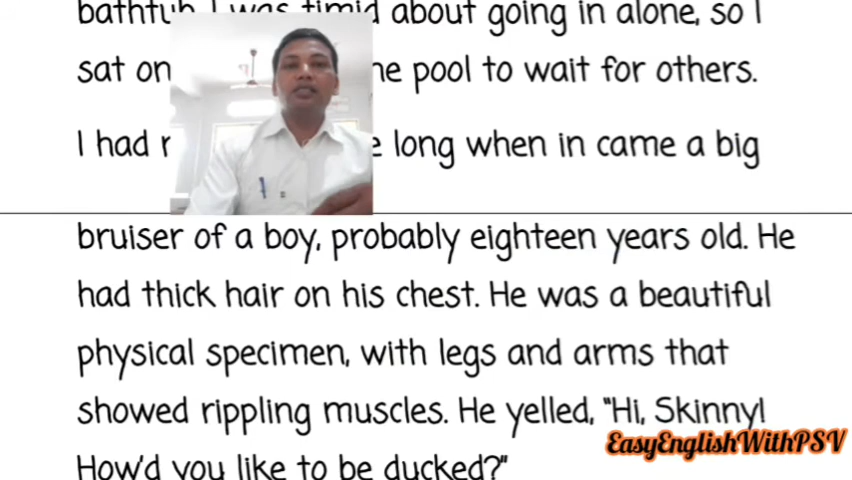 bathtub. I was timid about going in alone, so I
sat on he pool to wait for others.
I had long when in came a big
bruiser of a boy, probably eighteen years old. He
had thick hair on his chest. He was a beautiful
physical specimen, with legs and arms that
showed rippling muscles. He yelled, "Hi, Skinny!
EasyEnglishWithPSV
How'd you like to be ducked?"